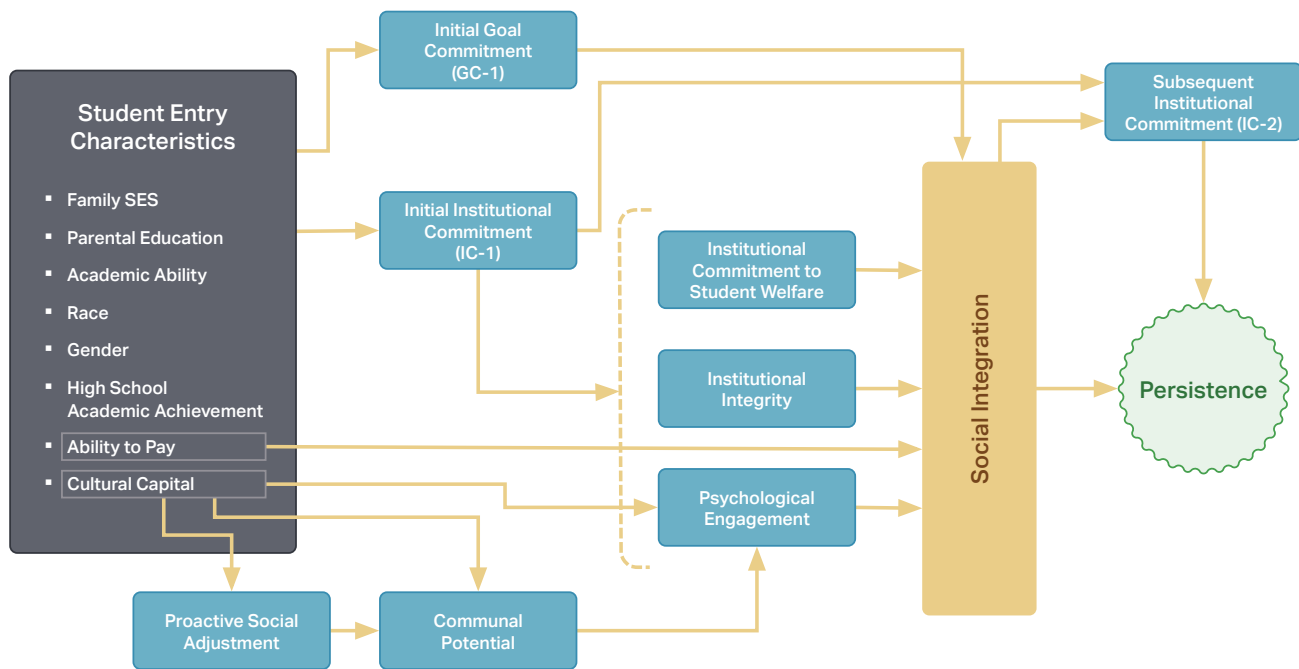 Student Entry
Characteristics
▪ Family SES
▪ Parental Education
▪ Academic Ability
▪ Race
▪ Gender
▪ High School
Academic Achievement
▪ Ability to Pay
▪ Cultural Capital
Initial Goal
Commitment
(GC-1)
Initial Institutional
Commitment
(IC-1)
Proactive Social
Adjustment
Communal
Potential
Institutional
Commitment to
Student Welfare
Institutional
Integrity
Psychological
Engagement
Social Integration
Subsequent
Institutional
Commitment (IC-2)
Persistence